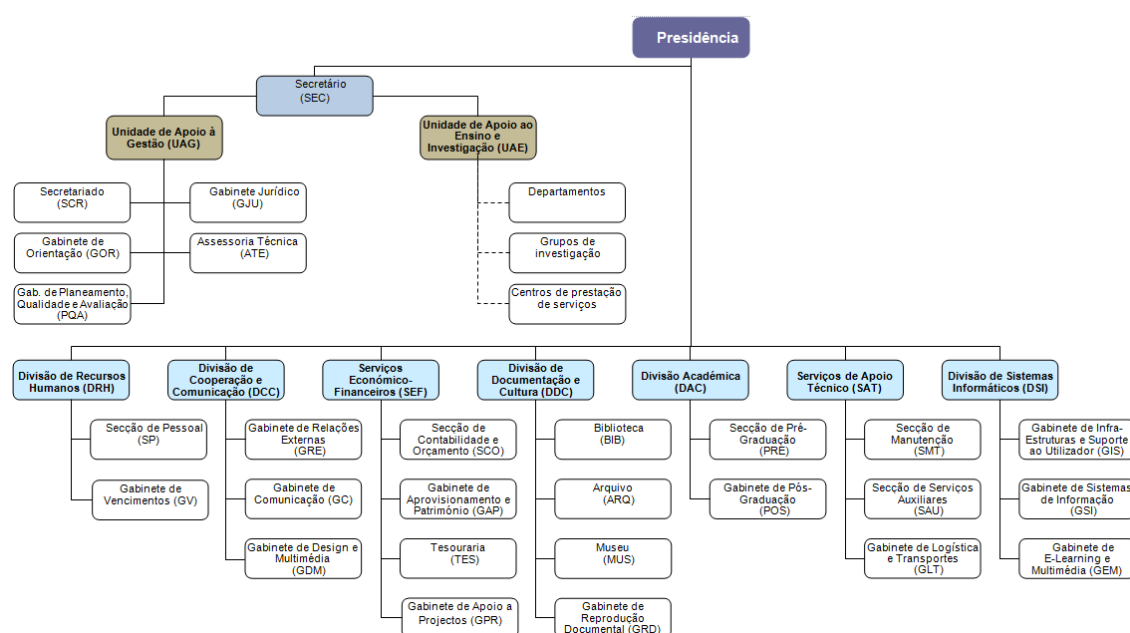 Presidência
Secretário
(SEC)
Unidade de Apoio à
Gestão (UAG)
Unidade de Apoio ao
Ensino e
Investigação (UAE)
Secretariado
(SCR)
Gabinete Jurídico
(GJU)
Gabinete de
Orientação (GOR)
Assessoria Técnica
(ATE)
Gab. de Planeamento,
Qualidade e Avaliação
(PQA)
Departamentos
Grupos de
investigação
Centros de prestação
de serviços
Divisão de Recursos
Humanos (DRH)
Divisão de
Cooperação e
Comunicação (DCC)
Serviços
Económico-
Financeiros (SEF)
Divisão de
Documentação e
Cultura (DDC)
Divisão Académica
(DAC)
Serviços de Apoio
Técnico (SAT)
Divisão de Sistemas
Informáticos (DSI)
Secção de Pessoal
(SP)
Gabinete de
Vencimentos (GV)
Gabinete de Relações
Externas
(GRE)
Gabinete de
Comunicação (GC)
Gabinete de Design e
Multimédia
(GDM)
Secção de
Contabilidade e
Orçamento (SCO)
Gabinete de
Aprovisionamento e
Património (GAP)
Tesouraria
(TES)
Gabinete de Apoio a
Projectos (GPR)
Biblioteca
(BIB)
Arquivo
(ARQ)
Museu
(MUS)
Gabinete de
Reprodução
Documental (GRD)
Secção de Pré-
Graduação
(PRE)
Gabinete de Pós-
Graduação
(POS)
Secção de
Manutenção
(SMT)
Secção de Serviços
Auxiliares
(SAU)
Gabinete de Logística
e Transportes
(GLT)
Gabinete de Infra-
Estruturas e Suporte
ao Utilizador (GIS)
Gabinete de Sistemas
de Informação
(GSI)
Gabinete de
E-Learning e
Multimédia (GEM)